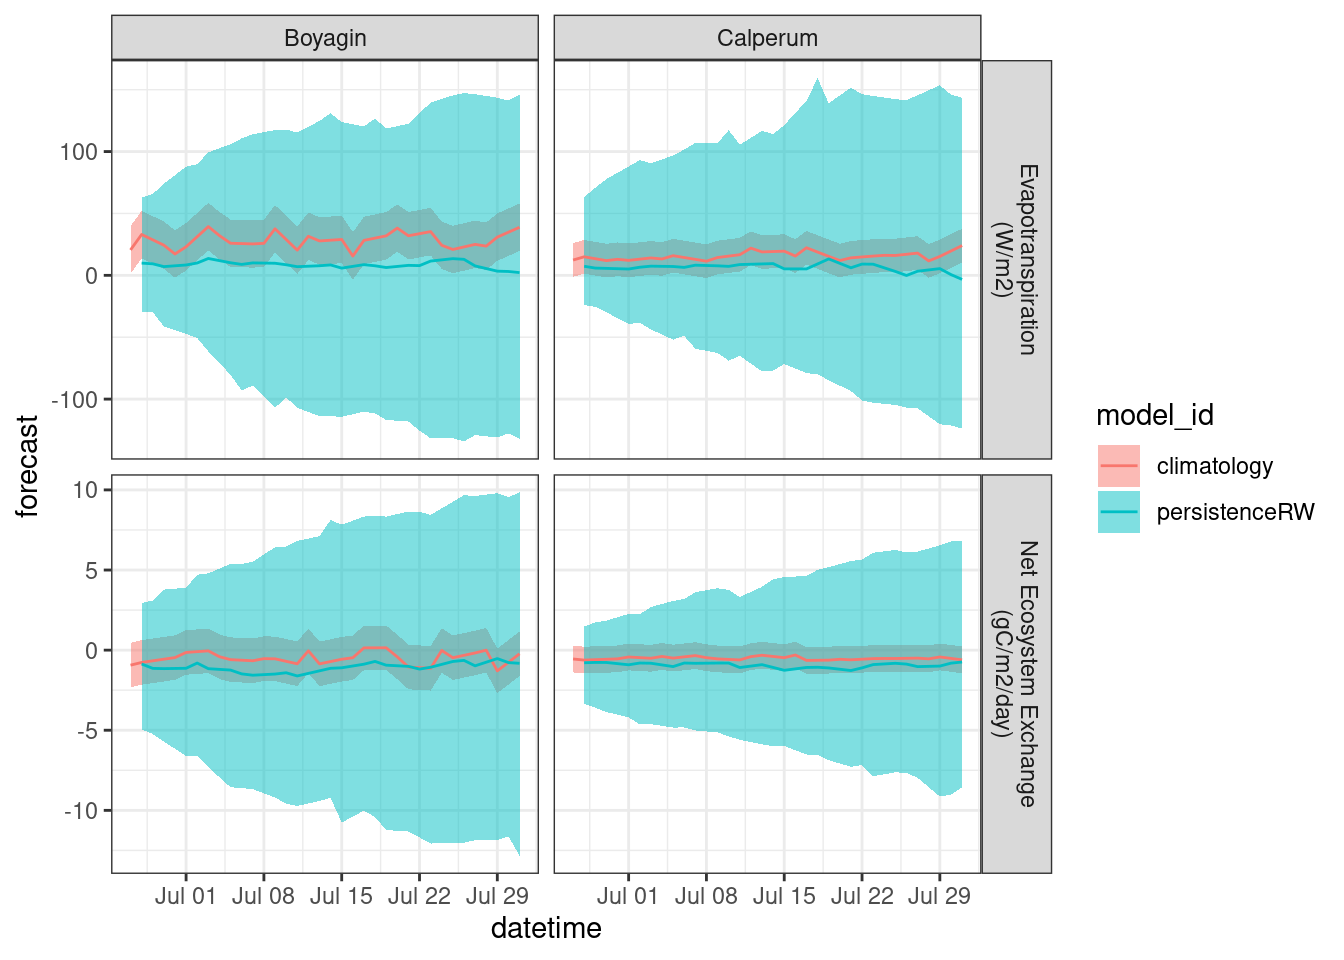 Boyagin
Calperum
100
0
-100
Evapotranspiration
(W/m2)
10
5
0
-5
-10
Net Ecosystem Exchange
(gC/m2/day)
Jul 01
Jul 08
Jul 15
Jul 22
Jul 29
Jul 01
Jul 08
Jul 15
Jul 22
Jul 29
datetime
forecast
model_id
climatology
persistenceRW